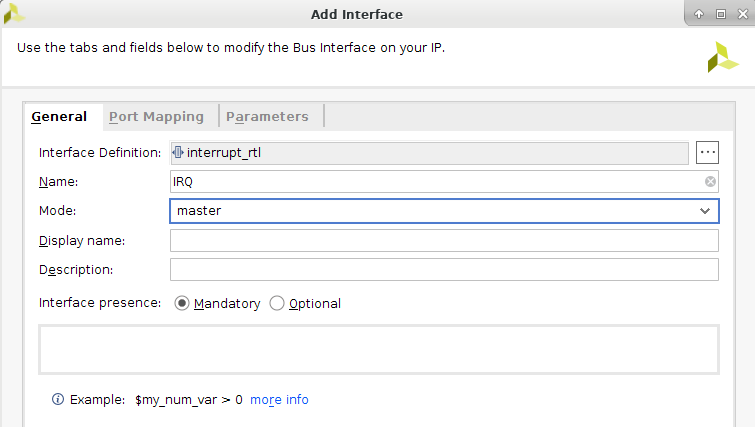 Add Interface
Use the tabs and fields below to modify the Bus Interface on your IP.
General Port Mapping Parameters
Interface Definition: interrupt_rtl ...
Name: IRQ
Mode: master
Display name:
Description:
Interface presence: Mandatory Optional
Example: $my_num_var > 0 more info